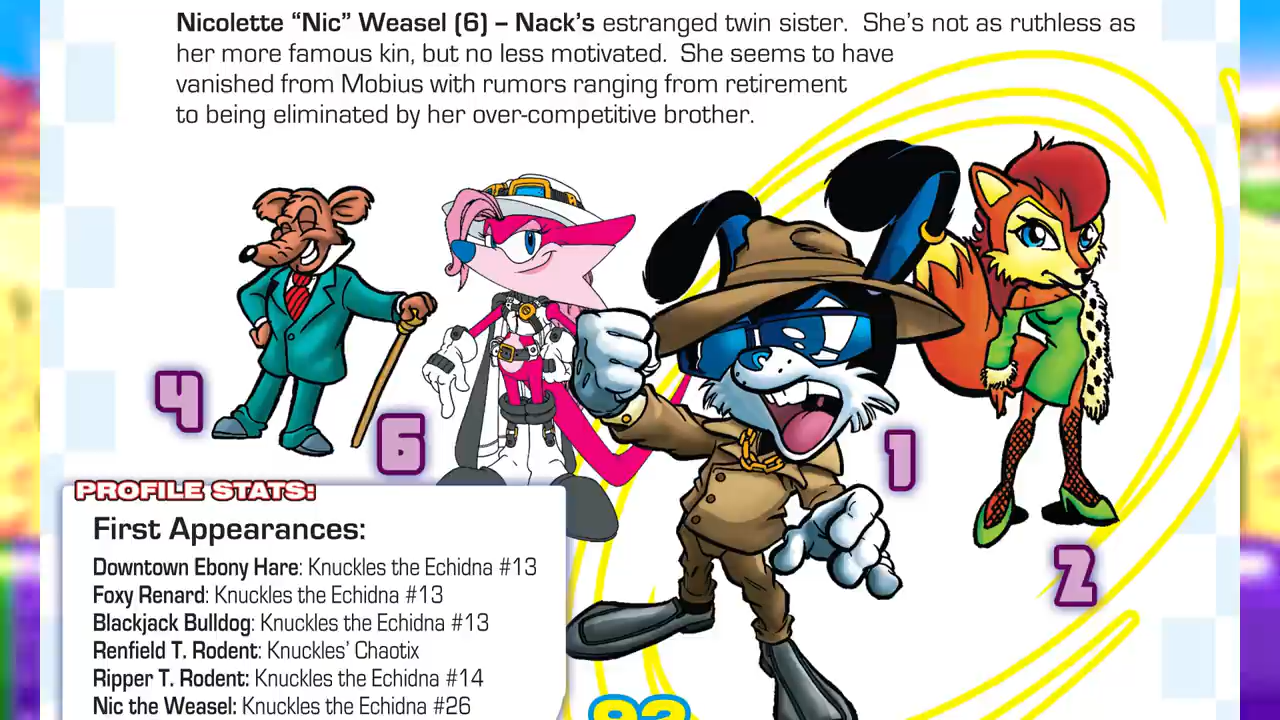 Nicolette “Nic” Weasel (6) – Nack’s estranged twin sister. She’s not as ruthless as
her more famous kin, but no less motivated. She seems to have
vanished from Mobius with rumors ranging from retirement
to being eliminated by her over-competitive brother.
4
6
1
2
PROFILE STATS:
First Appearances:
Downtown Ebony Hare: Knuckles the Echidna #13
Foxy Renard: Knuckles the Echidna #13
Blackjack Bulldog: Knuckles the Echidna #13
Renfield T. Rodent: Knuckles’ Chaotix
Ripper T. Rodent: Knuckles the Echidna #14
Nic the Weasel: Knuckles the Echidna #26